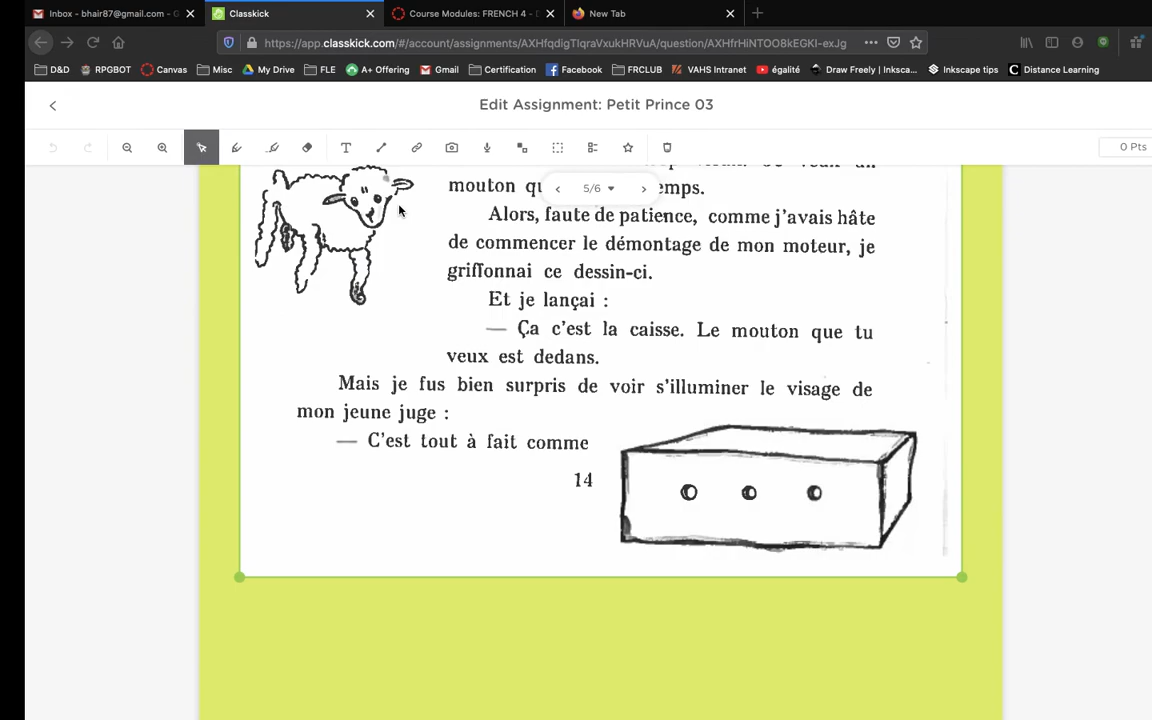 Inbox - bhair87@gmail.com - G
Classkick
Course Modules: FRENCH 4 - D
New Tab
https://app.classkick.com/#/account/assignments/AXHfqdigTIqraVxukHRVuA/question/AXHfrHiNTOO8kEGKI-exJg
D&D
RPGBOT
Canvas
Misc
My Drive
FLE
A+ Offering
Gmail
Certification
Facebook
FRCLUB
VAHS Intranet
égalité
Draw Freely | Inksca...
Inkscape tips
Distance Learning
Edit Assignment: Petit Prince 03
0 Pts
5/6
mouton qu emps.
Alors, faute de patience, comme j'avais hâte
de commencer le démontage de mon moteur, je
griffonnai ce dessin-ci.
Et je lançai :
— Ça c'est la caisse. Le mouton que tu
veux est dedans.
Mais je fus bien surpris de voir s'illuminer le visage de
mon jeune juge :
— C'est tout à fait comme
14